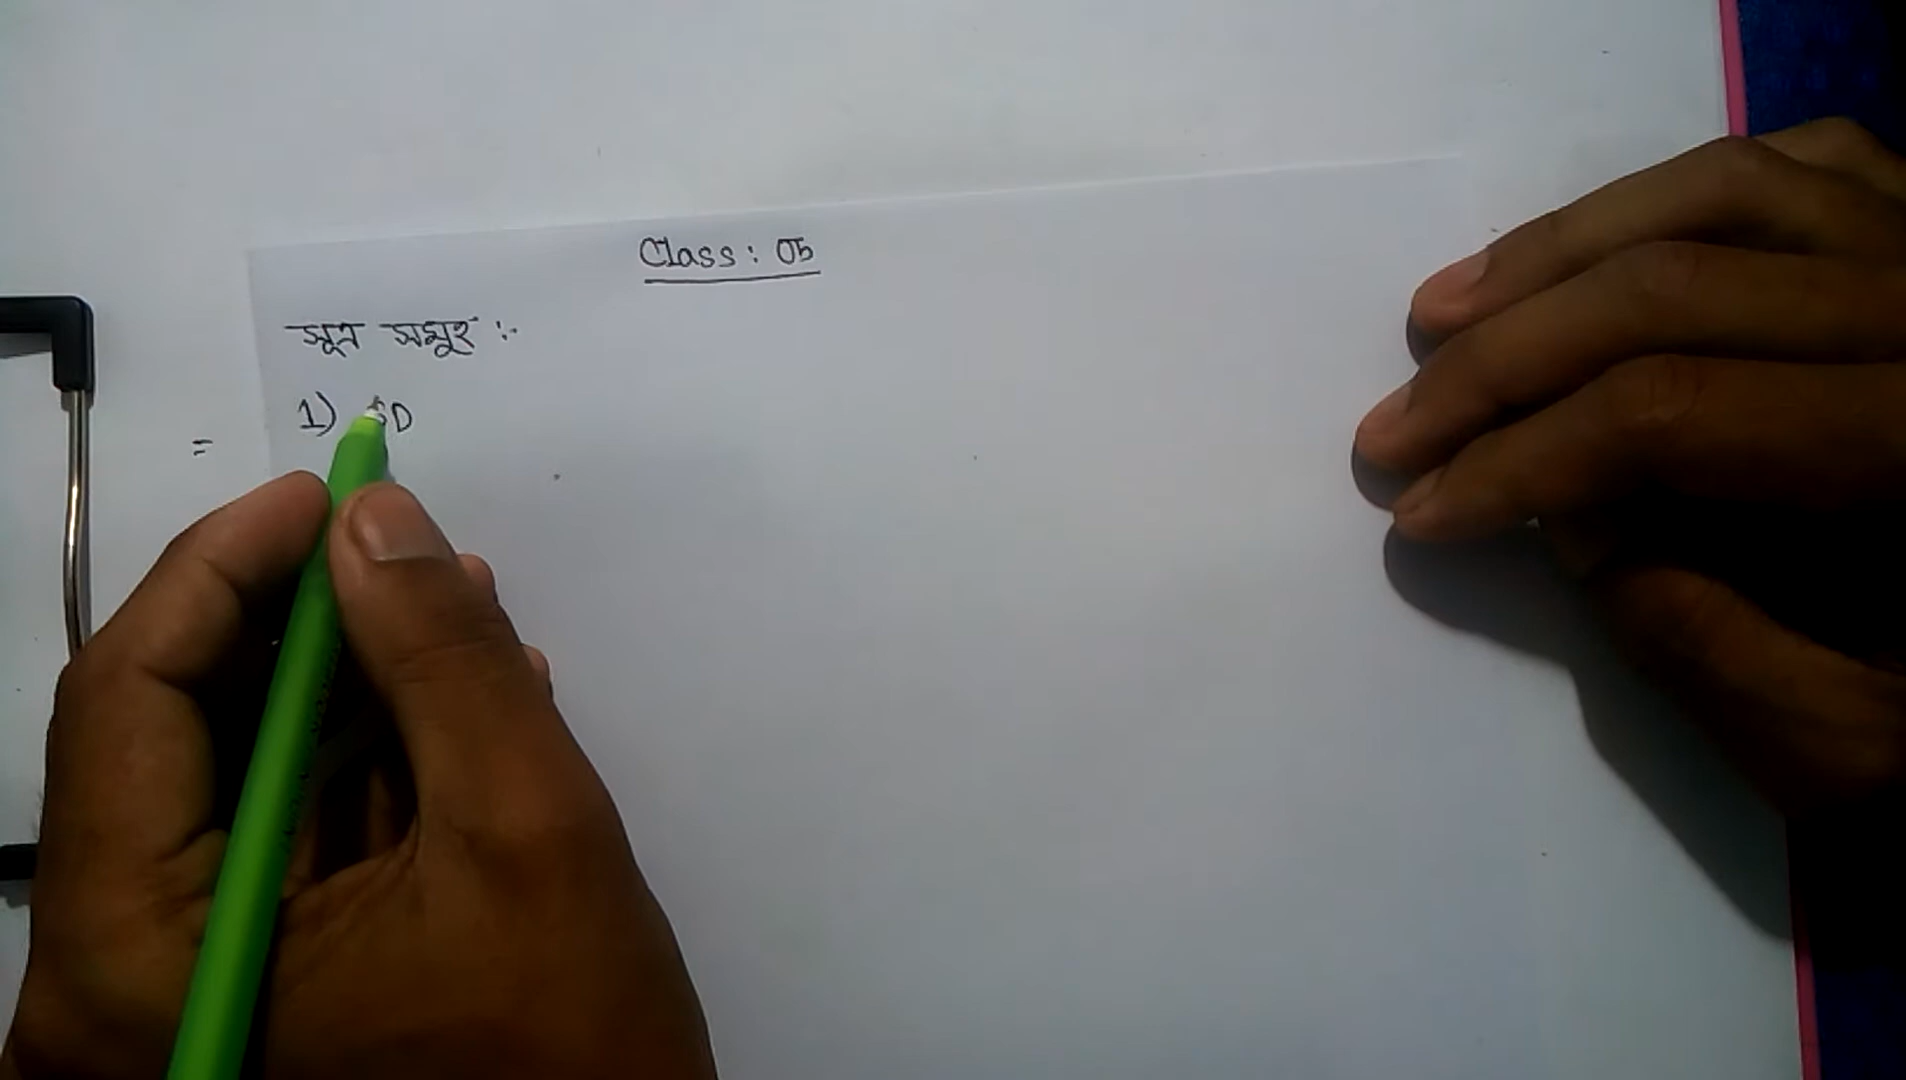 Class : 05
সূত্র সমূহ :-
1) SD
=